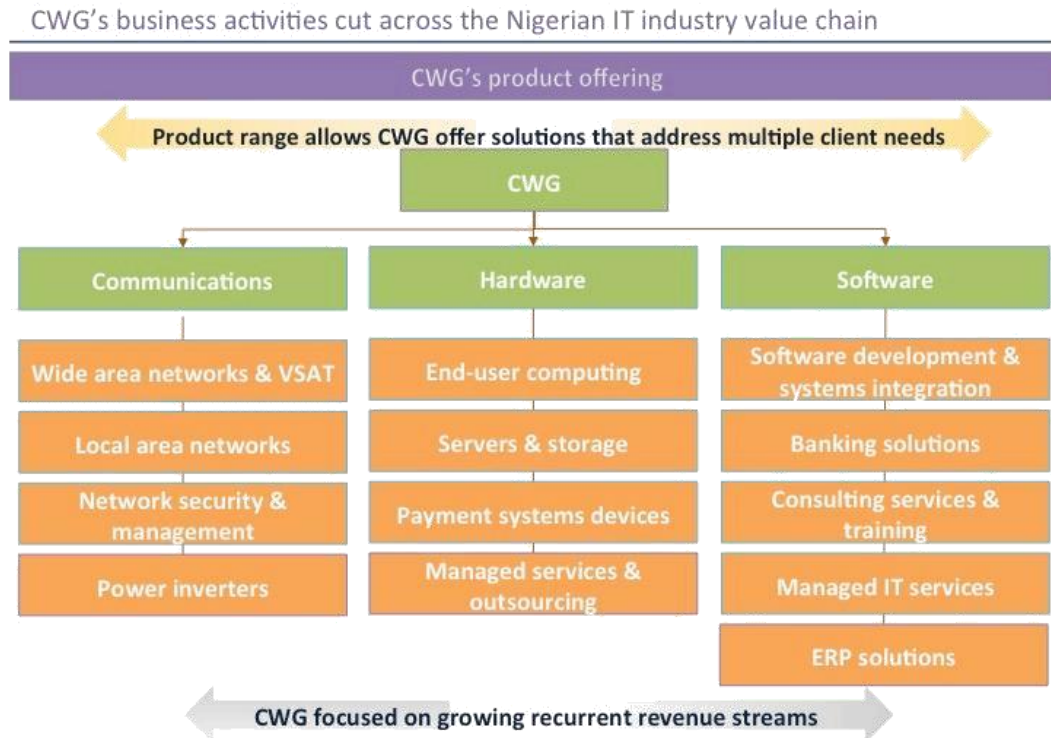 CWG’s business activities cut across the Nigerian IT industry value chain
CWG’s product offering
Product range allows CWG offer solutions that address multiple client needs
CWG
Communications
Wide area networks & VSAT
Local area networks
Network security &
management
Power inverters
Hardware
End-user computing
Servers & storage
Payment systems devices
Managed services &
outsourcing
Software
Software development &
systems integration
Banking solutions
Consulting services &
training
Managed IT services
ERP solutions
CWG focused on growing recurrent revenue streams